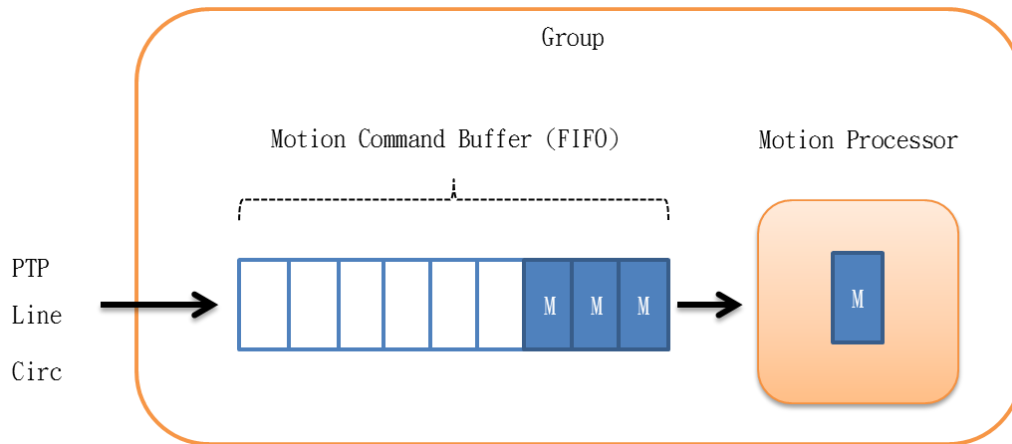 Group
Motion Command Buffer (FIFO)
Motion Processor
PTP
Line
Circ
M
M
M
M